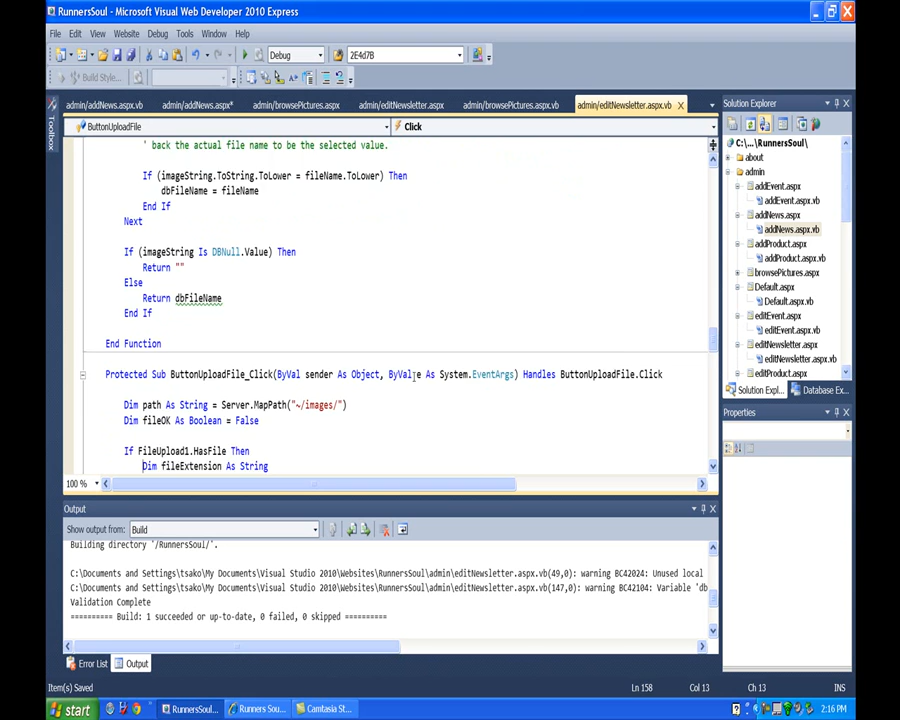 RunnersSoul - Microsoft Visual Web Developer 2010 Express
File Edit View Website Debug Tools Window Help
Debug 2E4d7B
Build Style...
admin/addNews.aspx.vb admin/addNews.aspx* admin/browsePictures.aspx admin/editNewsletter.aspx admin/browsePictures.aspx.vb admin/editNewsletter.aspx.vb
ButtonUploadFile Click
Toolbox
' back the actual file name to be the selected value.
If (imageString.ToString.ToLower = fileName.ToLower) Then
dbFileName = fileName
End If
Next
If (imageString Is DBNull.Value) Then
Return ""
Else
Return dbFileName
End If
End Function
Protected Sub ButtonUploadFile_Click(ByVal sender As Object, ByVal e As System.EventArgs) Handles ButtonUploadFile.Click
Dim path As String = Server.MapPath("~/images/")
Dim fileOK As Boolean = False
If FileUpload1.HasFile Then
Dim fileExtension As String
100 %
Output
Show output from: Build
Building directory '/RunnersSoul/'.
C:\Documents and Settings\tsako\My Documents\Visual Studio 2010\Websites\RunnersSoul\admin\editNewsletter.aspx.vb(49,0): warning BC42024: Unused local
C:\Documents and Settings\tsako\My Documents\Visual Studio 2010\Websites\RunnersSoul\admin\editNewsletter.aspx.vb(147,0): warning BC42104: Variable 'db
Validation Complete
========== Build: 1 succeeded or up-to-date, 0 failed, 0 skipped ==========
Error List Output
Solution Explorer
C:\...\RunnersSoul\
about
admin
addEvent.aspx
addEvent.aspx.vb
addNews.aspx
addNews.aspx.vb
addProduct.aspx
addProduct.aspx.vb
browsePictures.aspx
Default.aspx
Default.aspx.vb
editEvent.aspx
editEvent.aspx.vb
editNewsletter.aspx
editNewsletter.aspx.vb
editProduct.aspx
Solution Expl... Database Ex...
Properties
Item(s) Saved Ln 158 Col 13 Ch 13 INS
start RunnersSoul... Runners Sou... Camtasia St... 2:16 PM